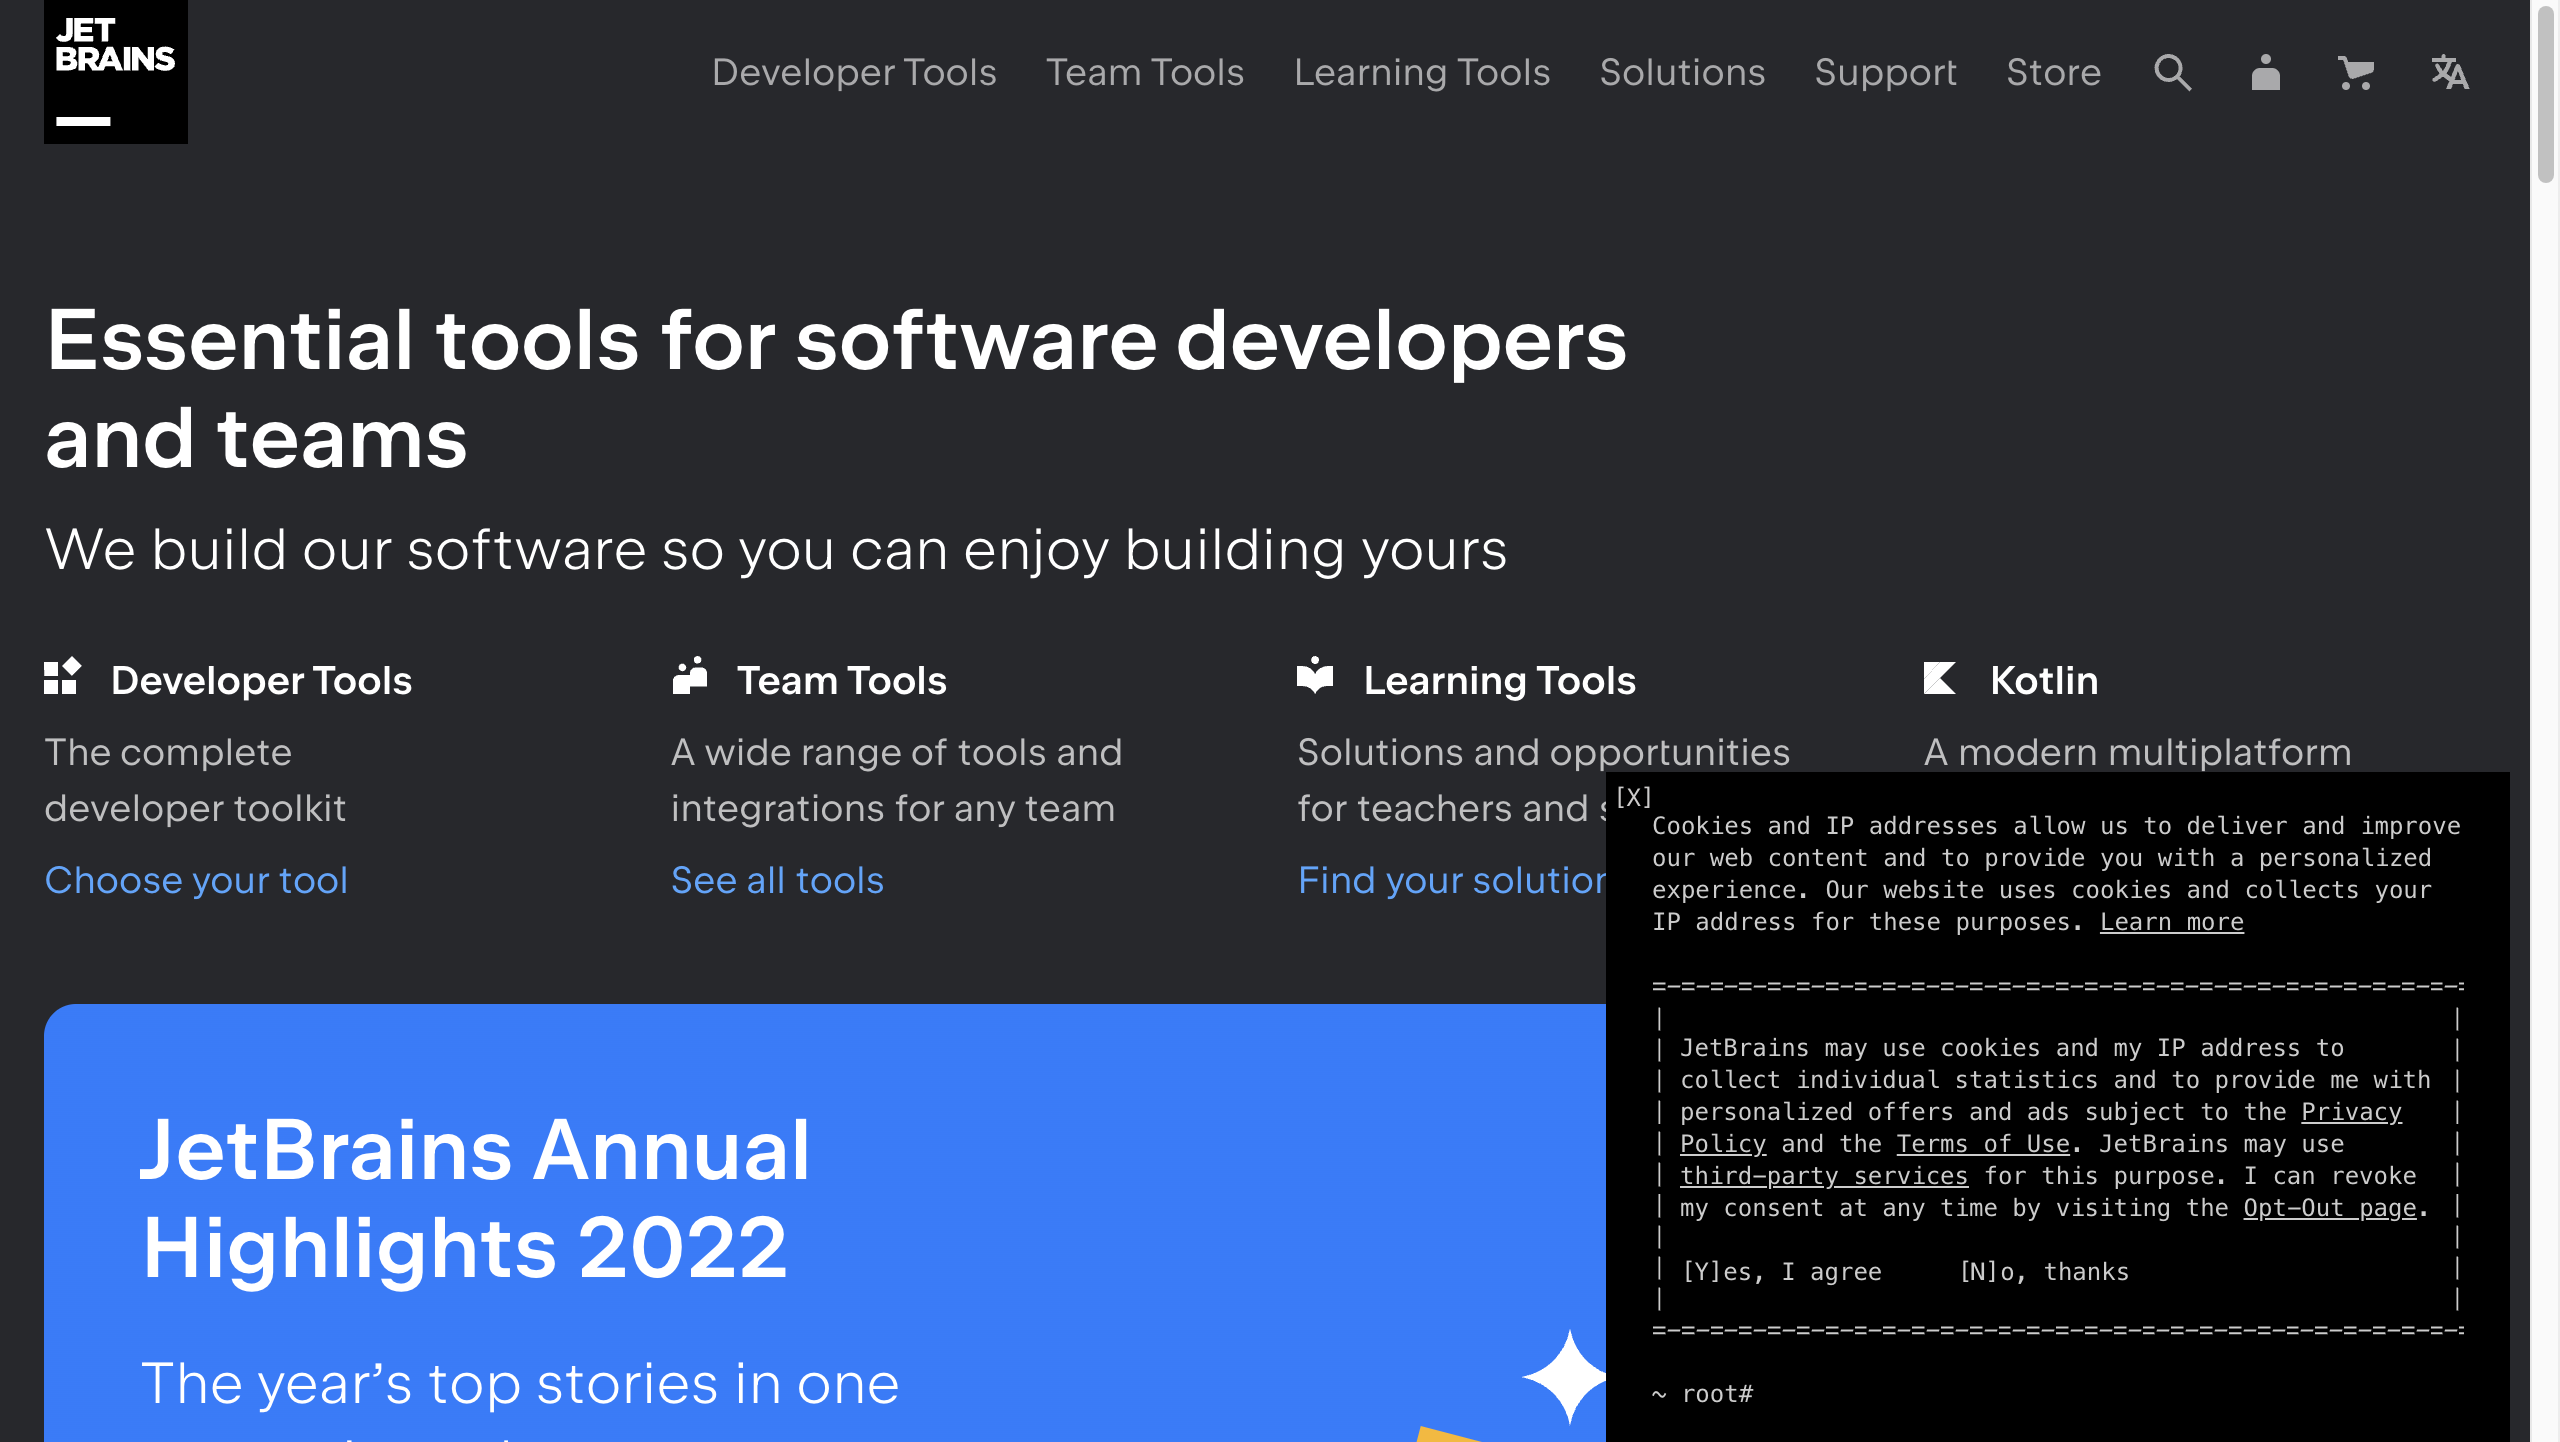 JET
BRAINS
Developer Tools Team Tools Learning Tools Solutions Support Store
Essential tools for software developers
and teams
We build our software so you can enjoy building yours
Developer Tools
The complete
developer toolkit
Choose your tool
Team Tools
A wide range of tools and
integrations for any team
See all tools
Learning Tools
Solutions and opportunities
for teachers and
Find your
Kotlin
A modern multiplatform
JetBrains Annual
Highlights 2022
The year’s top stories in one
[X]
Cookies and IP addresses allow us to deliver and improve
our web content and to provide you with a personalized
experience. Our website uses cookies and collects your
IP address for these purposes. Learn more
JetBrains may use cookies and my IP address to
collect individual statistics and to provide me with
personalized offers and ads subject to the Privacy
Policy and the Terms of Use. JetBrains may use
third-party services for this purpose. I can revoke
my consent at any time by visiting the Opt-Out page.
[Y]es, I agree [N]o, thanks
~ root#